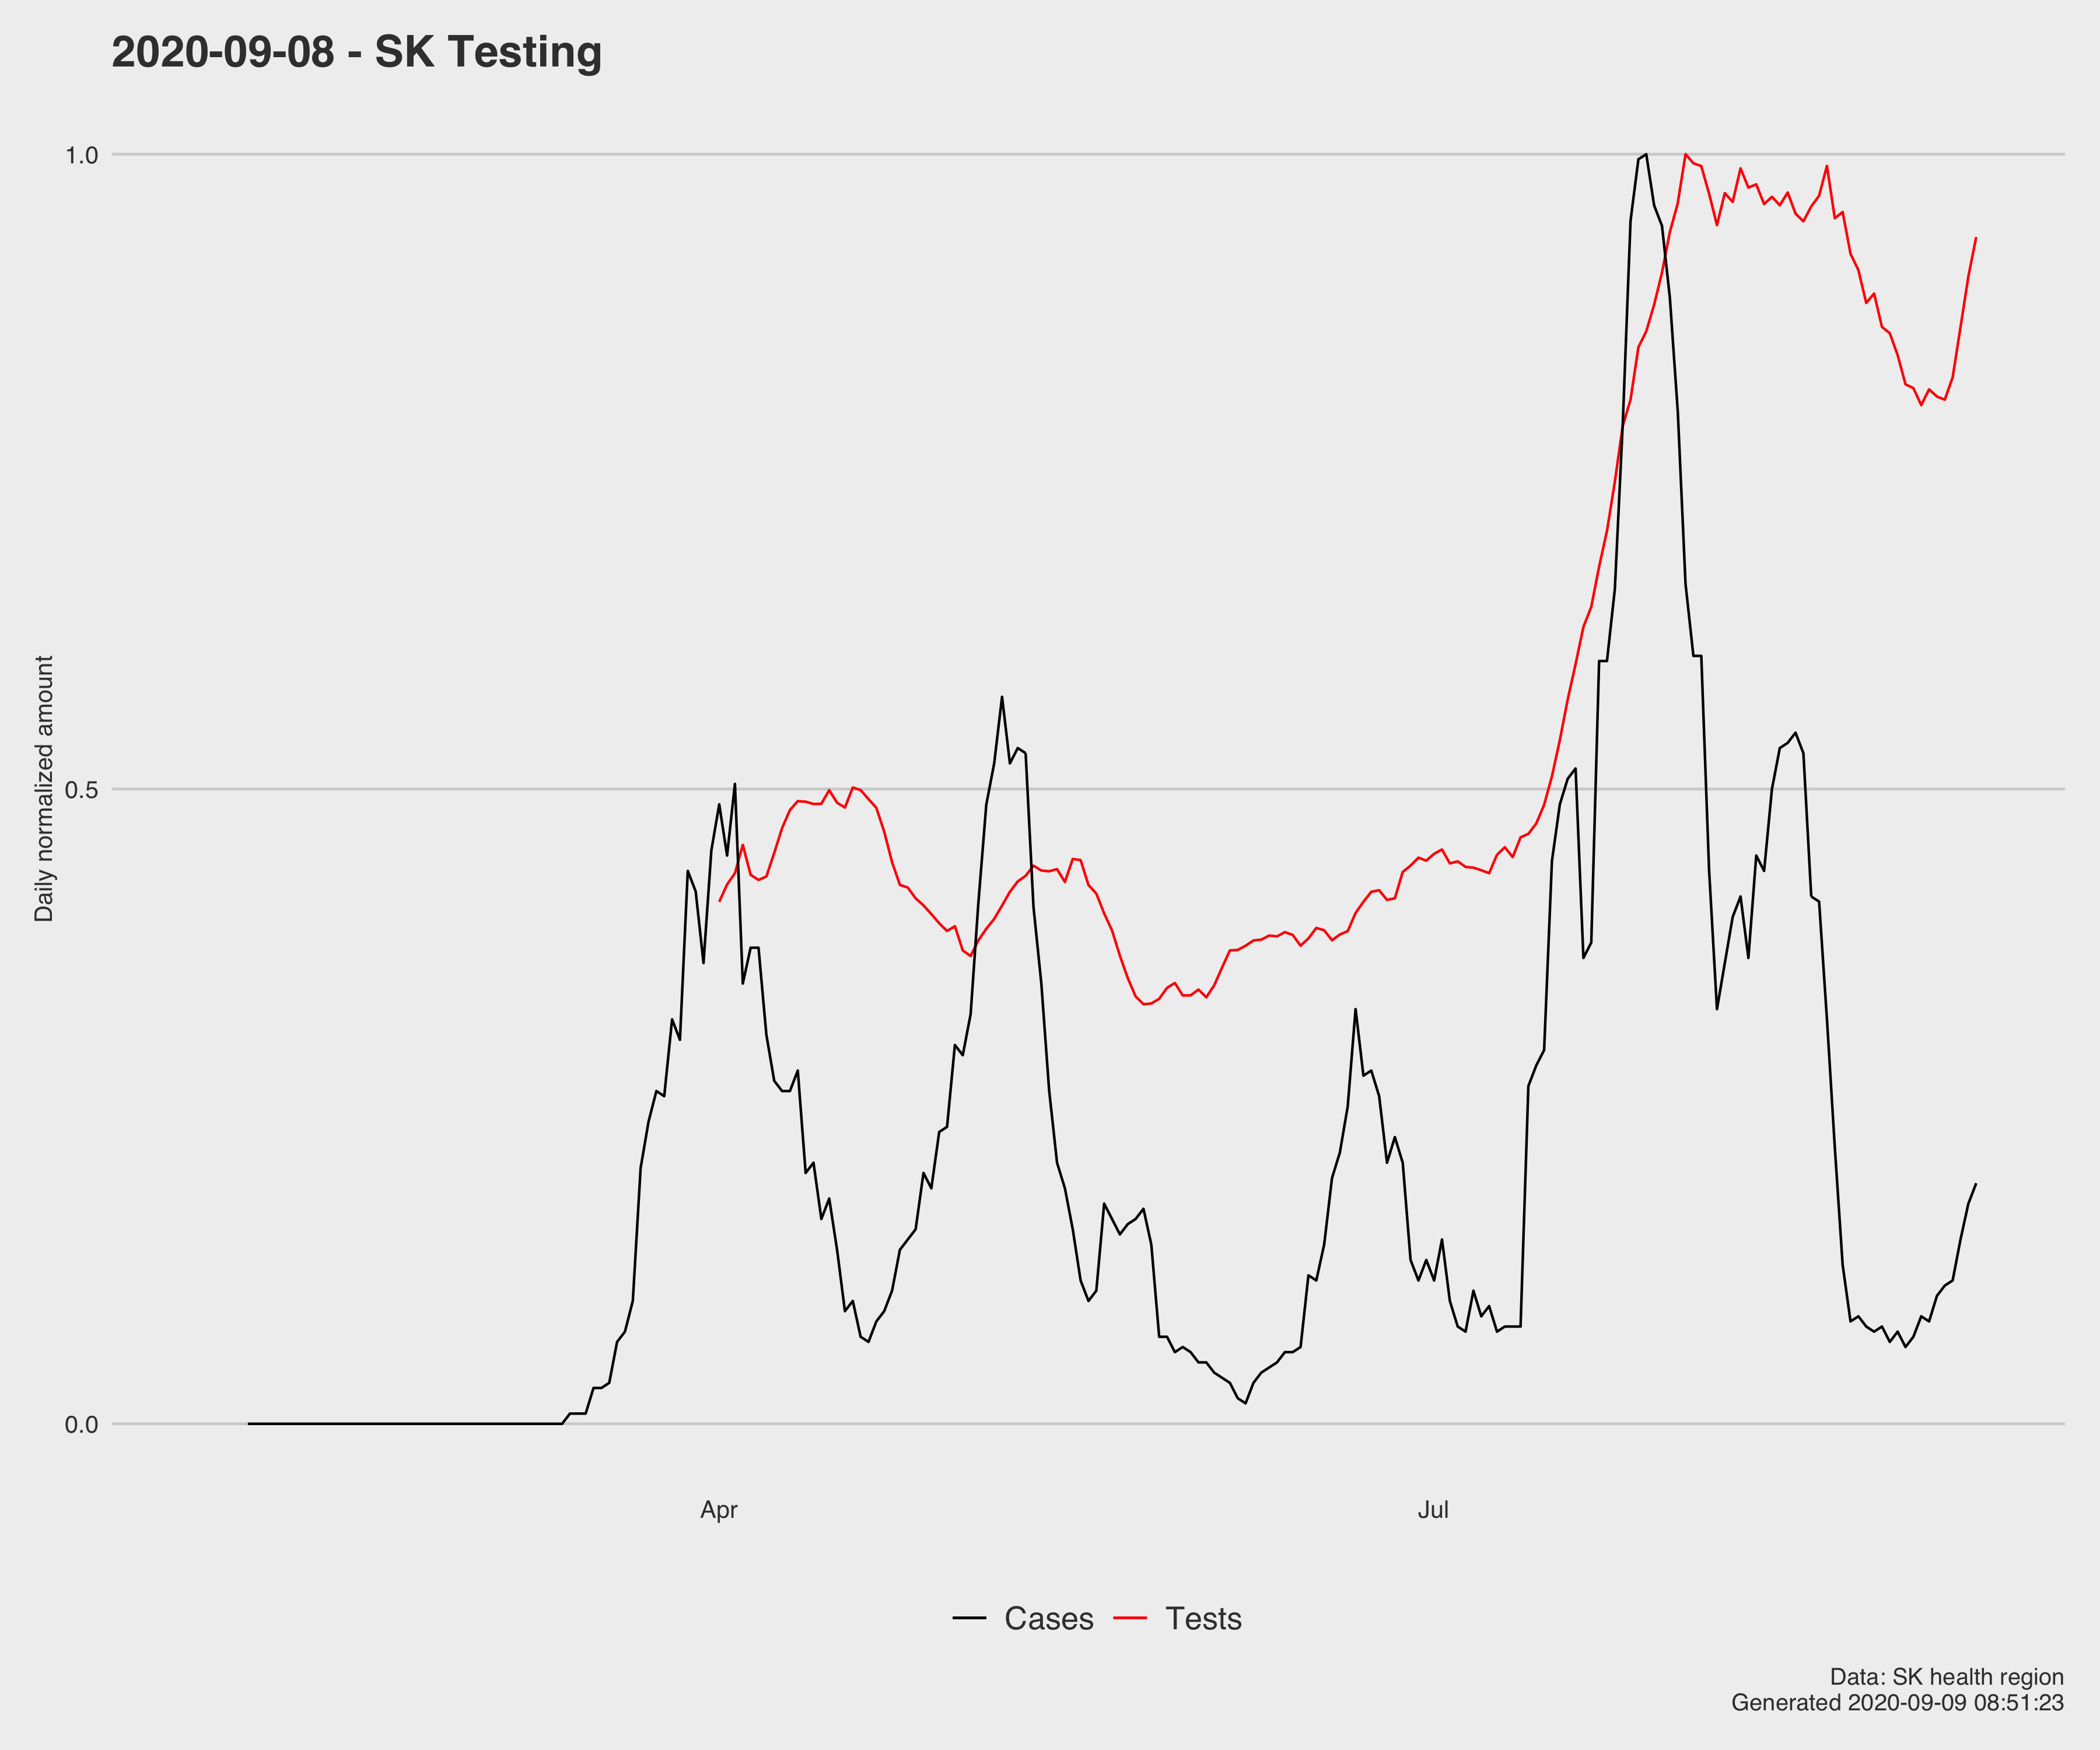 2020-09-08 - SK Testing
1.0
0.5
0.0
Daily normalized amount
Apr
Jul
Cases
Tests
Data: SK health region
Generated 2020-09-09 08:51:23